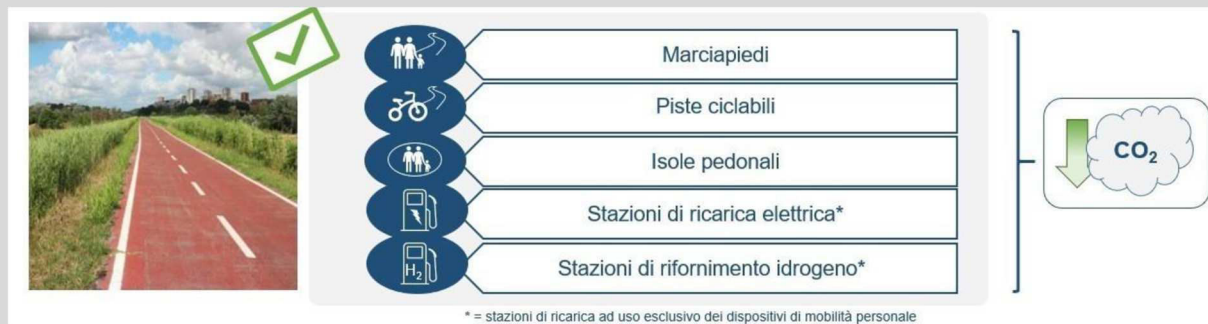 Marciapiedi
Piste ciclabili
Isole pedonali
Stazioni di ricarica elettrica*
H₂
Stazioni di rifornimento idrogeno*
CO₂
* = stazioni di ricarica ad uso esclusivo dei dispositivi di mobilità personale